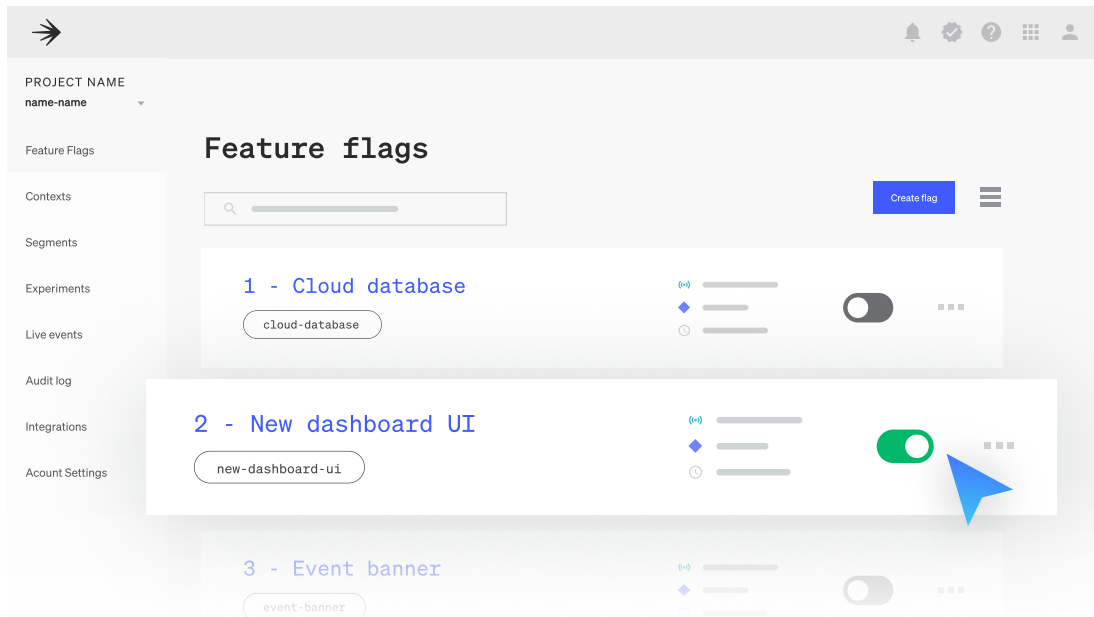 PROJECT NAME
name-name
Feature Flags
Contexts
Segments
Experiments
Live events
Audit log
Integrations
Acount Settings
Feature flags
Create flag
1 - Cloud database
cloud-database
2 - New dashboard UI
new-dashboard-ui
3 - Event banner
event-banner